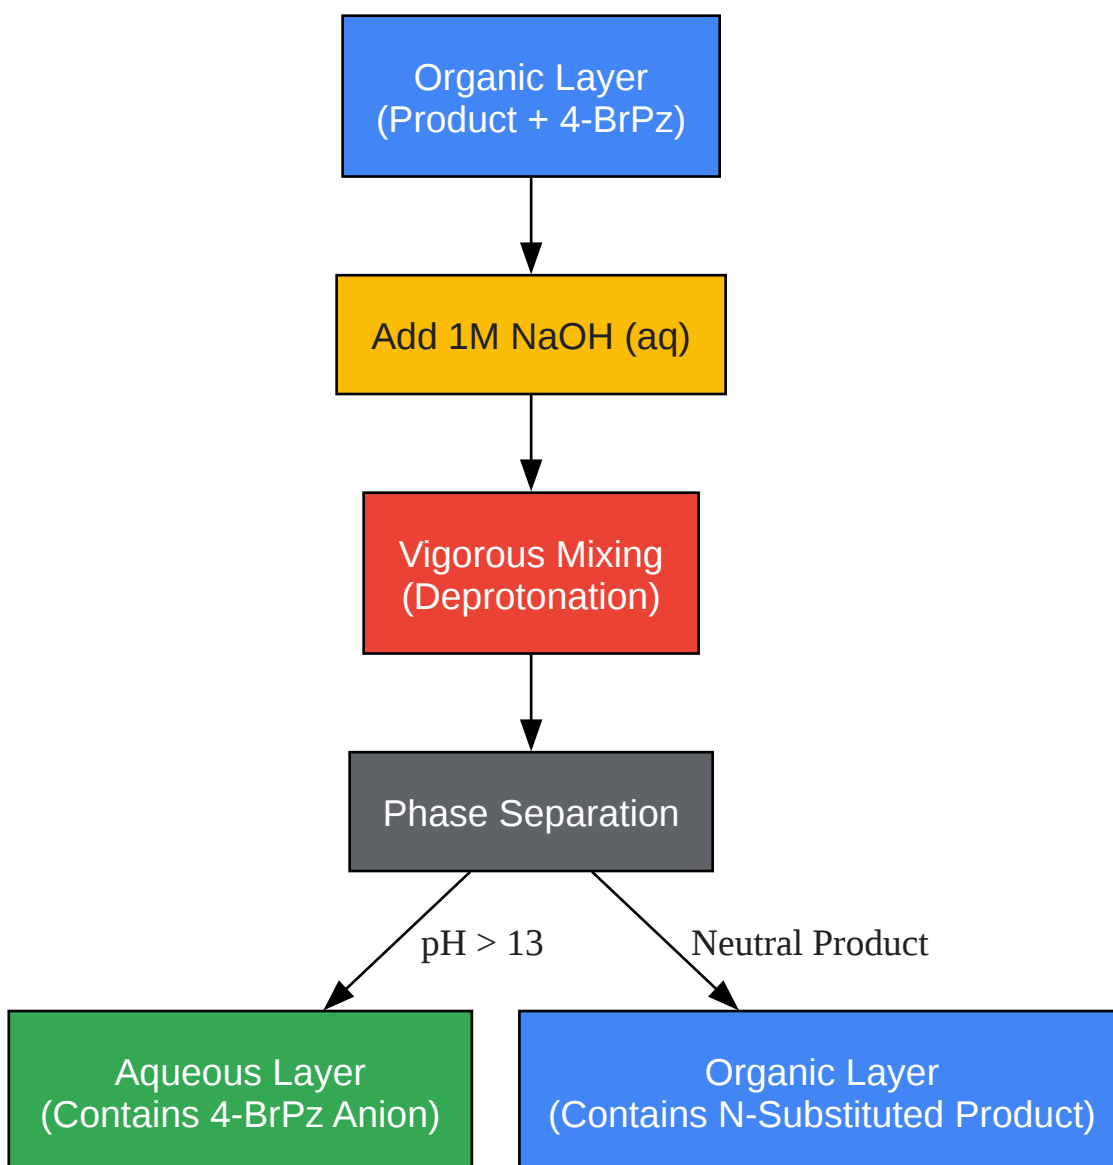 Organic Layer
(Product + 4-BrPz)
Add 1M NaOH (aq)
Vigorous Mixing
(Deprotonation)
Phase Separation
pH > 13
Neutral Product
Aqueous Layer
(Contains 4-BrPz Anion)
Organic Layer
(Contains N-Substituted Product)